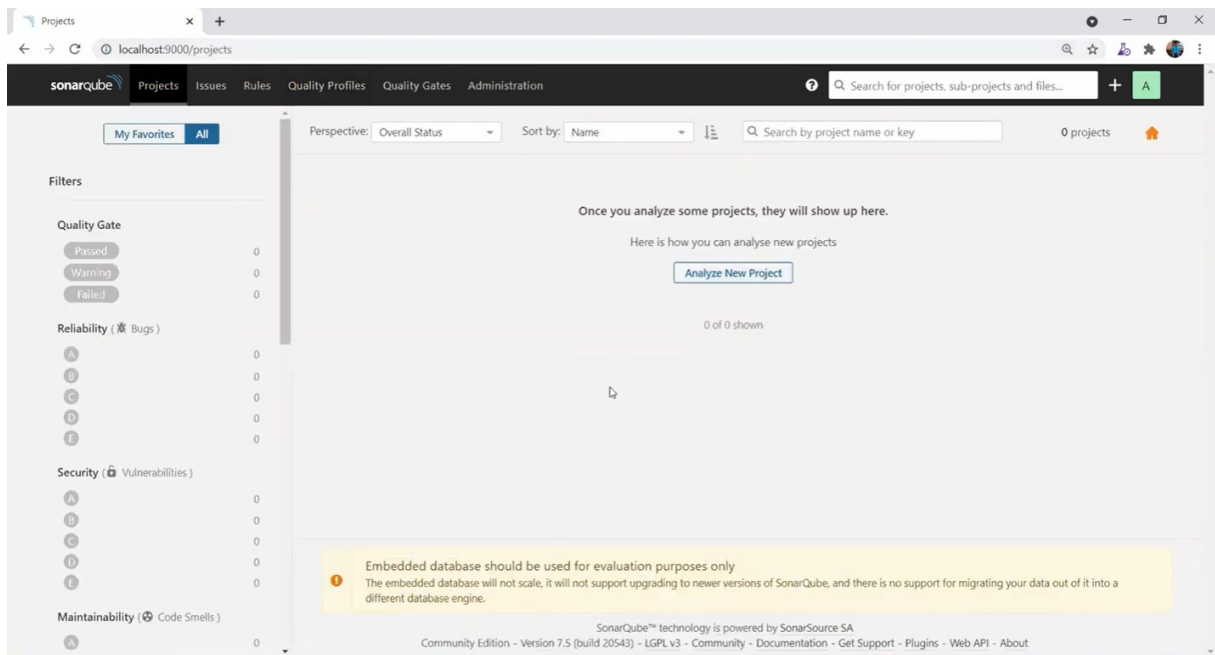 Projects
localhost:9000/projects
sonarqube Projects Issues Rules Quality Profiles Quality Gates Administration Search for projects, sub-projects and files... A
My Favorites All
Perspective: Overall Status Sort by: Name Search by project name or key 0 projects
Filters
Quality Gate
Passed 0
Warning 0
Failed 0
Reliability ( Bugs )
A 0
B 0
C 0
D 0
E 0
Security ( Vulnerabilities )
A 0
B 0
C 0
D 0
E 0
Maintainability ( Code Smells )
A 0
Once you analyze some projects, they will show up here.
Here is how you can analyse new projects
Analyze New Project
0 of 0 shown
Embedded database should be used for evaluation purposes only
The embedded database will not scale, it will not support upgrading to newer versions of SonarQube, and there is no support for migrating your data out of it into a
different database engine.
SonarQube™ technology is powered by SonarSource SA
Community Edition - Version 7.5 (build 20543) - LGPL v3 - Community - Documentation - Get Support - Plugins - Web API - About